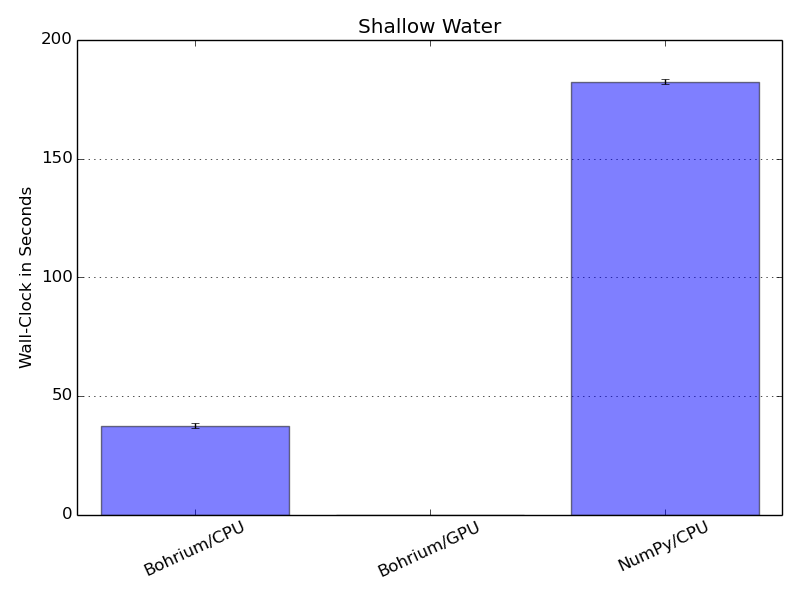 Shallow Water
Wall-Clock in Seconds
200
150
100
50
0
Bohrium/CPU
Bohrium/GPU
NumPy/CPU